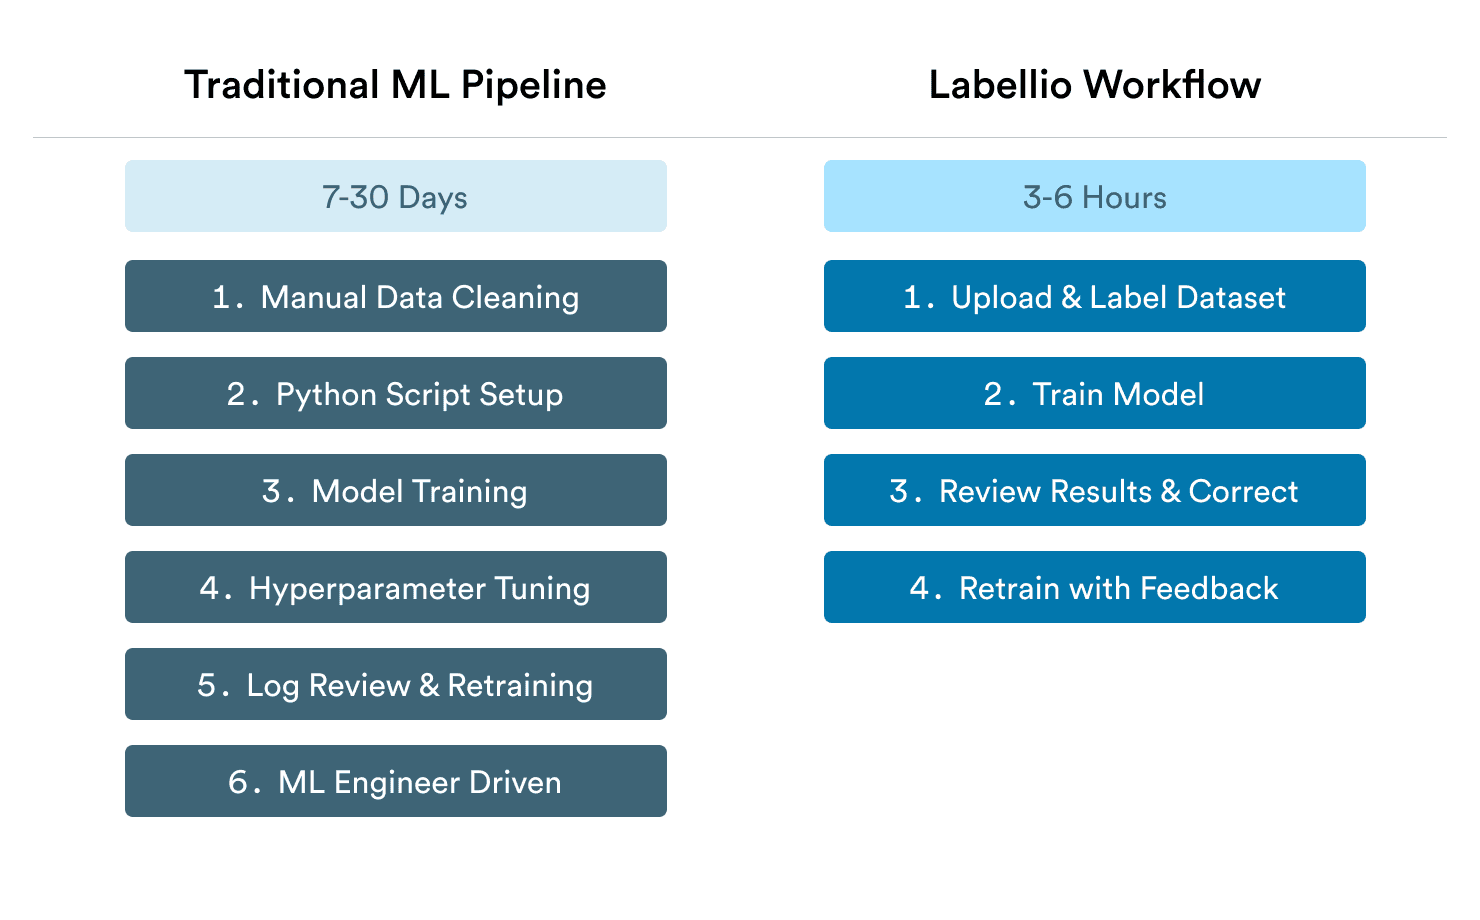 Traditional ML Pipeline
7-30 Days
1. Manual Data Cleaning
2. Python Script Setup
3. Model Training
4. Hyperparameter Tuning
5. Log Review & Retraining
6. ML Engineer Driven
Labellio Workflow
3-6 Hours
1. Upload & Label Dataset
2. Train Model
3. Review Results & Correct
4. Retrain with Feedback